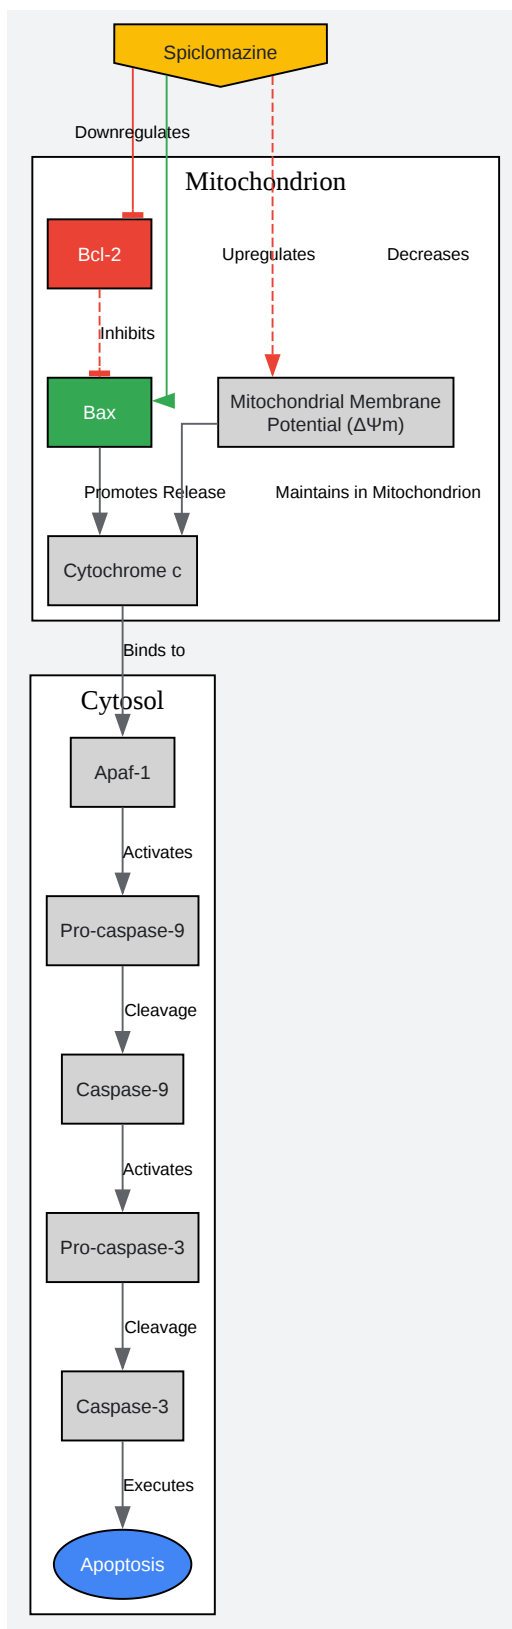 Spiclomazine
Downregulates
Mitochondrion
Bcl-2
Upregulates
Decreases
Inhibits
Bax
Mitochondrial Membrane
Potential (ΔΨm)
Promotes Release
Maintains in Mitochondrion
Cytochrome c
Binds to
Cytosol
Apaf-1
Activates
Pro-caspase-9
Cleavage
Caspase-9
Activates
Pro-caspase-3
Cleavage
Caspase-3
Executes
Apoptosis